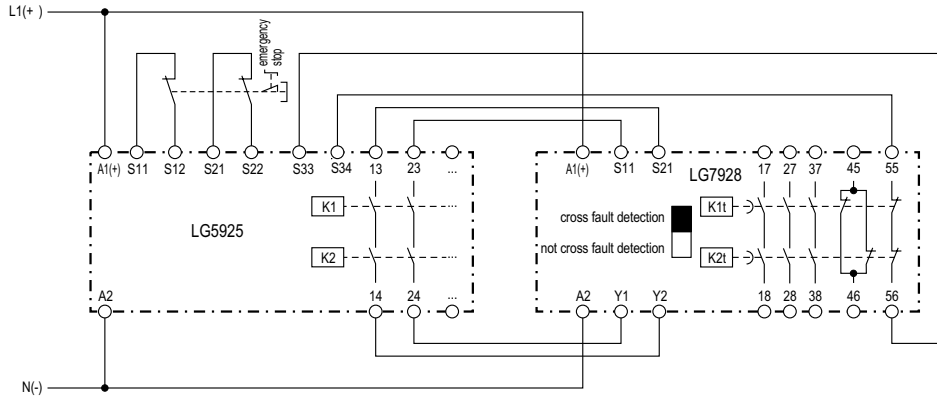 L1(+)
emergency
stop
A1(+) S11 S12 S21 S22 S33 S34 13 23 ...
A1(+) S11 S21 17 27 37 45 55
LG7928
K1 ...
cross fault detection
K1t
LG5925
K2 ...
not cross fault detection
K2t
A2 14 24 ...
A2 Y1 Y2 18 28 38 46 56
N(-)